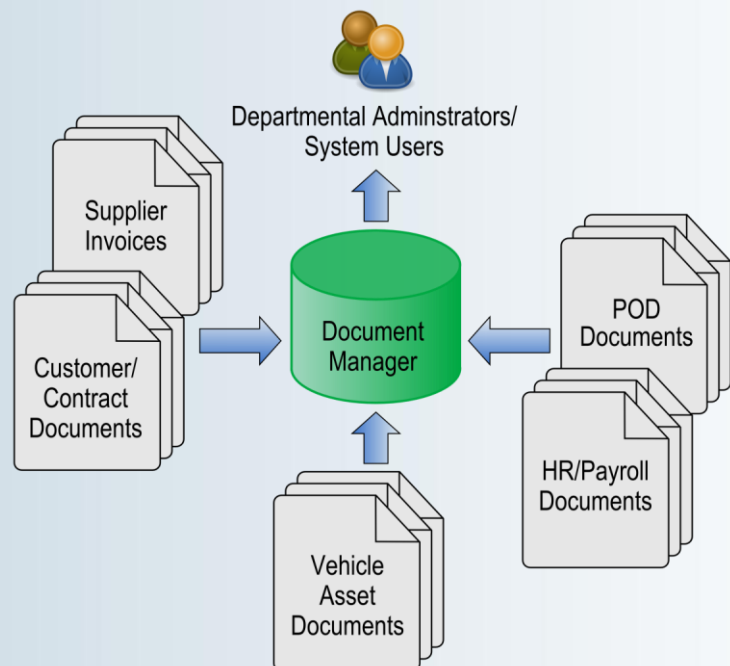 Departmental Adminstrators/
System Users
Supplier
Invoices
Customer/
Contract
Documents
Document
Manager
POD
Documents
HR/Payroll
Documents
Vehicle
Asset
Documents